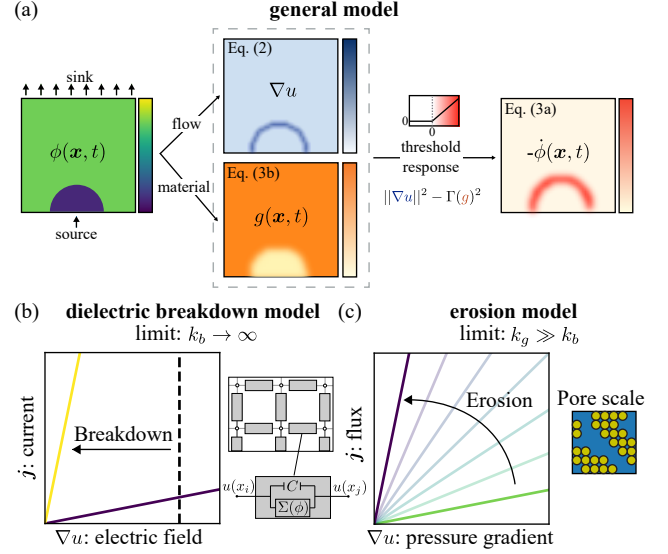 (a)
general model
sink
ϕ(x, t)
source
flow
material
Eq. (2)
∇u
Eq. (3b)
g(x, t)
0
0
threshold
response
||∇u||² − Γ(g)²
Eq. (3a)
-ϕ̇(x, t)
(b) dielectric breakdown model
limit: k_b → ∞
j: current
Breakdown
∇u: electric field
u(x_i)
C
Σ(ϕ)
u(x_j)
(c) erosion model
limit: k_g ≫ k_b
j: flux
Erosion
∇u: pressure gradient
Pore scale